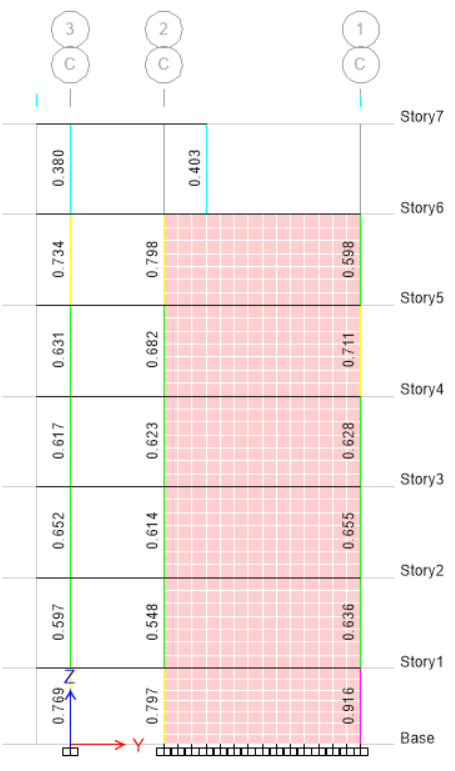 3 2 1
C C C
Story7
0.380 0.403
Story6
0.734 0.798 0.598
Story5
0.631 0.682 0.711
Story4
0.617 0.623 0.628
Story3
0.652 0.614 0.655
Story2
0.597 0.548 0.636
Story1
Z
0.769 0.797 0.916
Y
Base